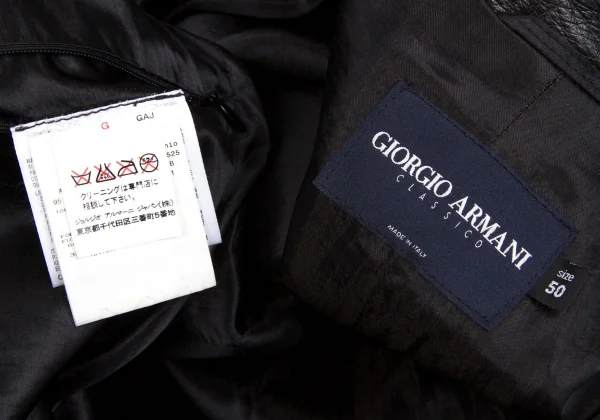 G GAJ
クリーニングは専門店に
相談して下さい。
ジョルジオ アルマーニ ジャパン(株)
東京都千代田区三番町5番地
525
B
95
GIORGIO ARMANI
CLASSICO
MADE IN ITALY
size
50